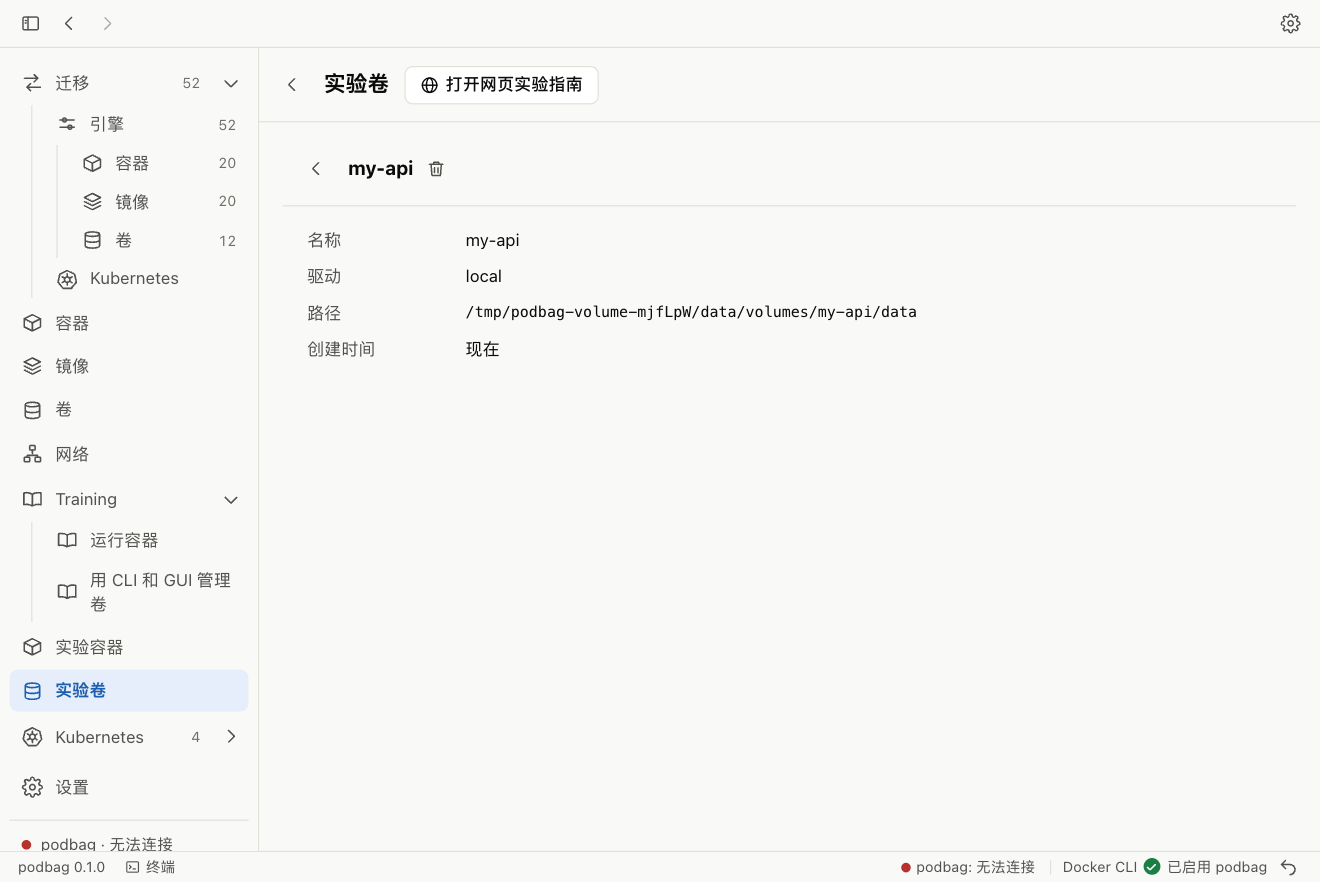 迁移 52
引擎 52
容器 20
镜像 20
卷 12
Kubernetes
容器
镜像
卷
网络
Training
运行容器
用 CLI 和 GUI 管理
卷
实验容器
实验卷
Kubernetes 4
设置
podbag · 无法连接
实验卷 打开网页实验指南
my-api
名称 my-api
驱动 local
路径 /tmp/podbag-volume-mjfLpW/data/volumes/my-api/data
创建时间 现在
podbag 0.1.0 终端 podbag: 无法连接 Docker CLI 已启用 podbag